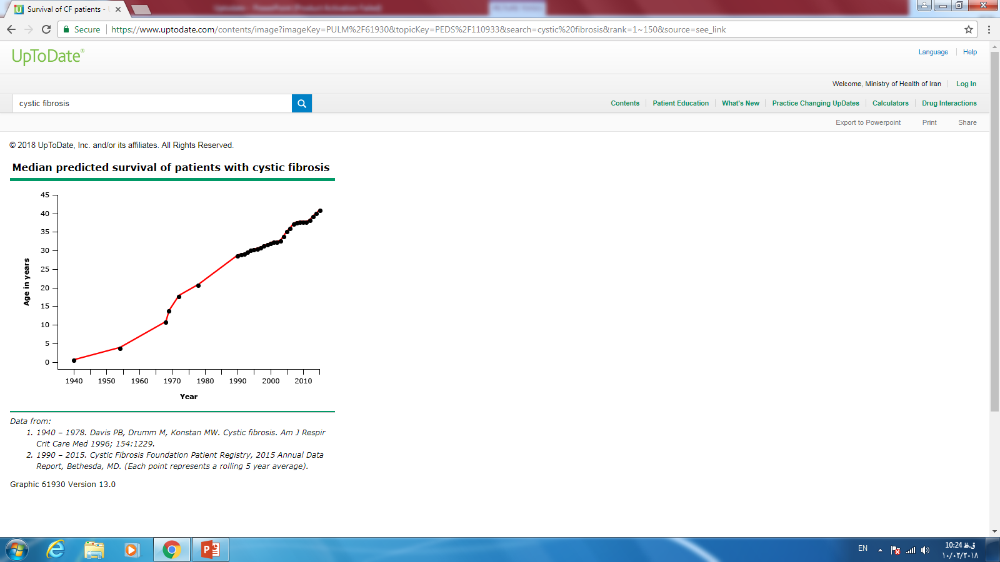 Survival of CF patients -
Secure
https://www.uptodate.com/contents/image?imageKey=PULM%2F61930&topicKey=PEDS%2F110933&search=cystic%20fibrosis&rank=1~150&source=see_link
UpToDate®
Language
Help
Welcome, Ministry of Health of Iran
Log In
cystic fibrosis
Contents
Patient Education
What's New
Practice Changing UpDates
Calculators
Drug Interactions
Export to Powerpoint
Print
Share
© 2018 UpToDate, Inc. and/or its affiliates. All Rights Reserved.
Median predicted survival of patients with cystic fibrosis
45
40
35
30
25
20
15
10
5
0
Age in years
1940 1950 1960 1970 1980 1990 2000 2010
Year
Data from:
1. 1940 – 1978. Davis PB, Drumm M, Konstan MW. Cystic fibrosis. Am J Respir
Crit Care Med 1996; 154:1229.
2. 1990 – 2015. Cystic Fibrosis Foundation Patient Registry, 2015 Annual Data
Report, Bethesda, MD. (Each point represents a rolling 5 year average).
Graphic 61930 Version 13.0
EN
10:24 ق.ظ
١٠/٠٢/٢٠١٨